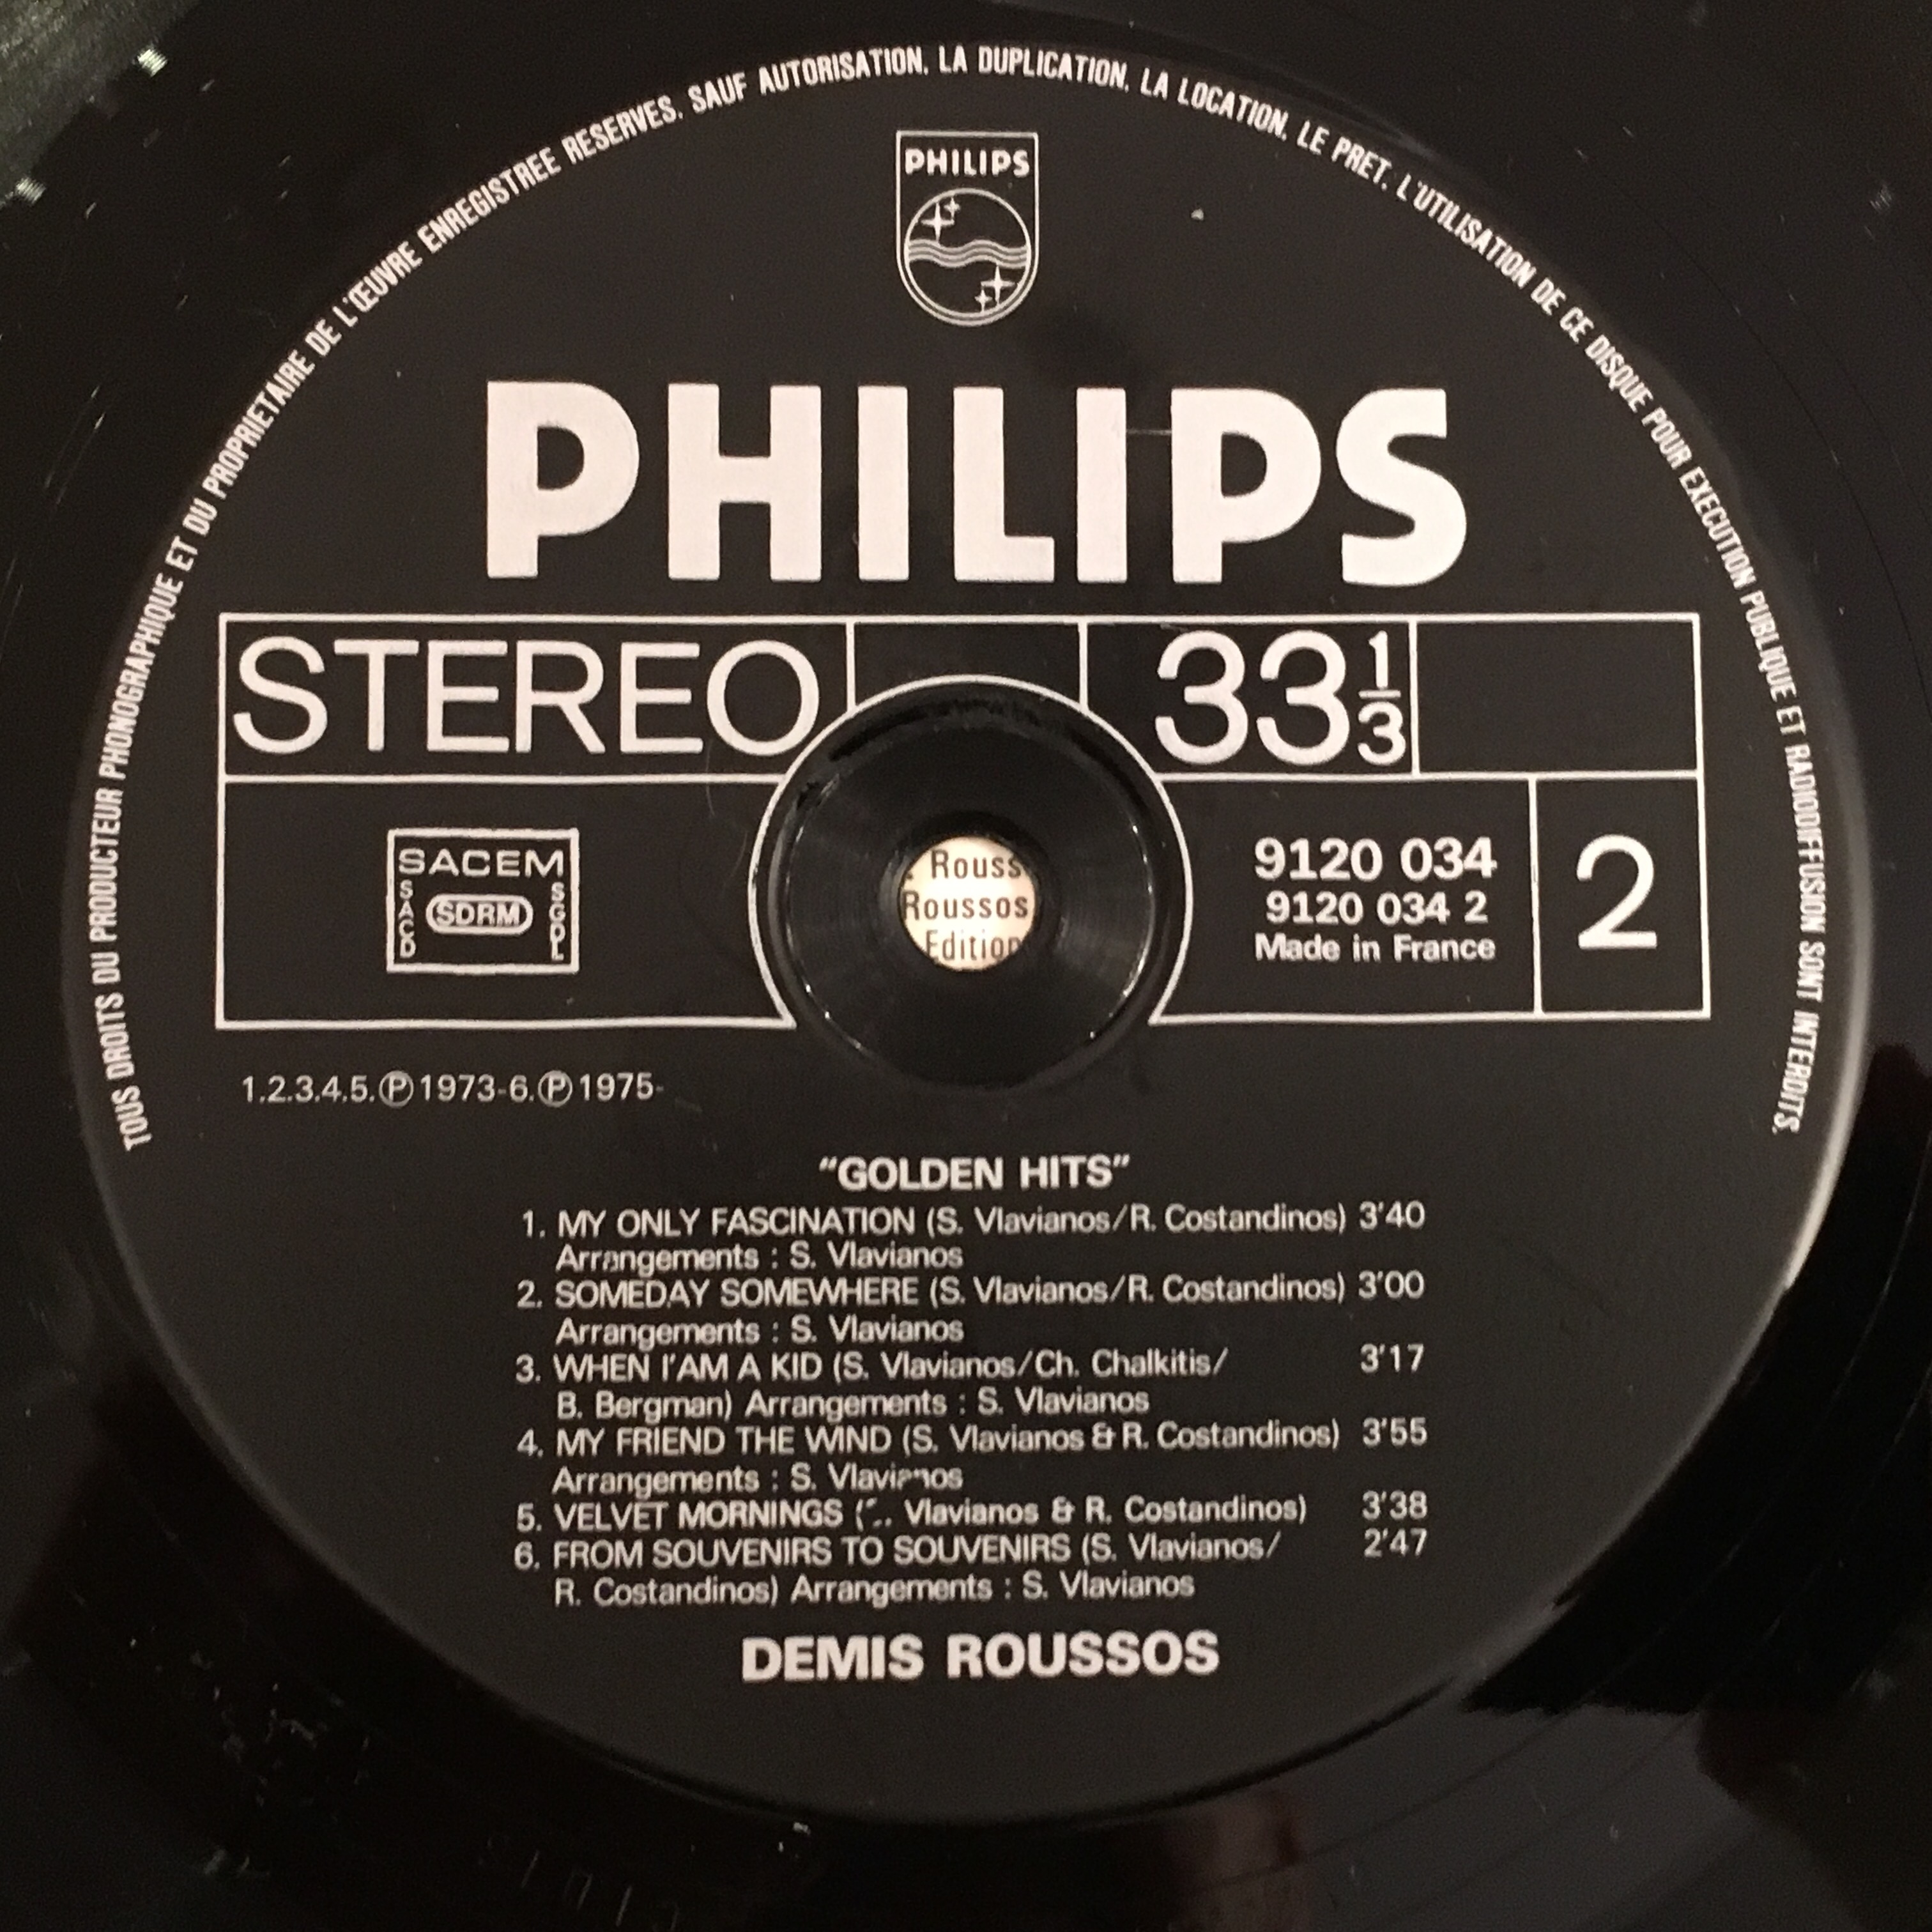 TOUS DROITS DU PRODUCTEUR PHONOGRAPHIQUE ET DU PROPRIETAIRE DE L'ŒUVRE ENREGISTREE RESERVES. SAUF AUTORISATION, LA DUPLICATION, LA LOCATION, LE PRET, L'UTILISATION DE CE DISQUE POUR EXECUTION PUBLIQUE ET RADIODIFFUSION SONT INTERDITS.
PHILIPS
PHILIPS
STEREO 33 1/3
SACEM
SACD SDRM SGDL
Rouss
Roussos
Edition
9120 034
9120 034 2
Made in France
2
1.2.3.4.5.Ⓟ1973-6.Ⓟ1975-
"GOLDEN HITS"
1. MY ONLY FASCINATION (S. Vlavianos/R. Costandinos) 3'40
Arrangements : S. Vlavianos
2. SOMEDAY SOMEWHERE (S. Vlavianos/R. Costandinos) 3'00
Arrangements : S. Vlavianos
3. WHEN I'AM A KID (S. Vlavianos/Ch. Chalkitis/ 3'17
B. Bergman) Arrangements : S. Vlavianos
4. MY FRIEND THE WIND (S. Vlavianos & R. Costandinos) 3'55
Arrangements : S. Vlavianos
5. VELVET MORNINGS ( Vlavianos & R. Costandinos) 3'38
6. FROM SOUVENIRS TO SOUVENIRS (S. Vlavianos/ 2'47
R. Costandinos) Arrangements : S. Vlavianos
DEMIS ROUSSOS